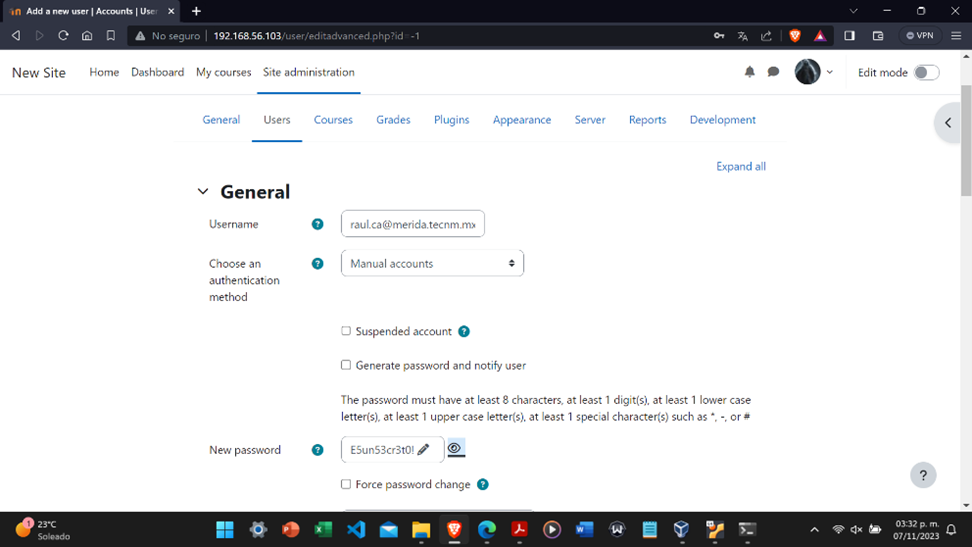 Add a new user | Accounts | User
No seguro
192.168.56.103/user/editadvanced.php?id=-1
VPN
New Site
Home
Dashboard
My courses
Site administration
Edit mode
General
Users
Courses
Grades
Plugins
Appearance
Server
Reports
Development
Expand all
General
Username
raul.ca@merida.tecnm.mx
Choose an
authentication
method
Manual accounts
Suspended account
Generate password and notify user
The password must have at least 8 characters, at least 1 digit(s), at least 1 lower case
letter(s), at least 1 upper case letter(s), at least 1 special character(s) such as *, -, or #
New password
E5un53cr3t0!
Force password change
?
1
23°C
Soleado
03:32 p. m.
07/11/2023